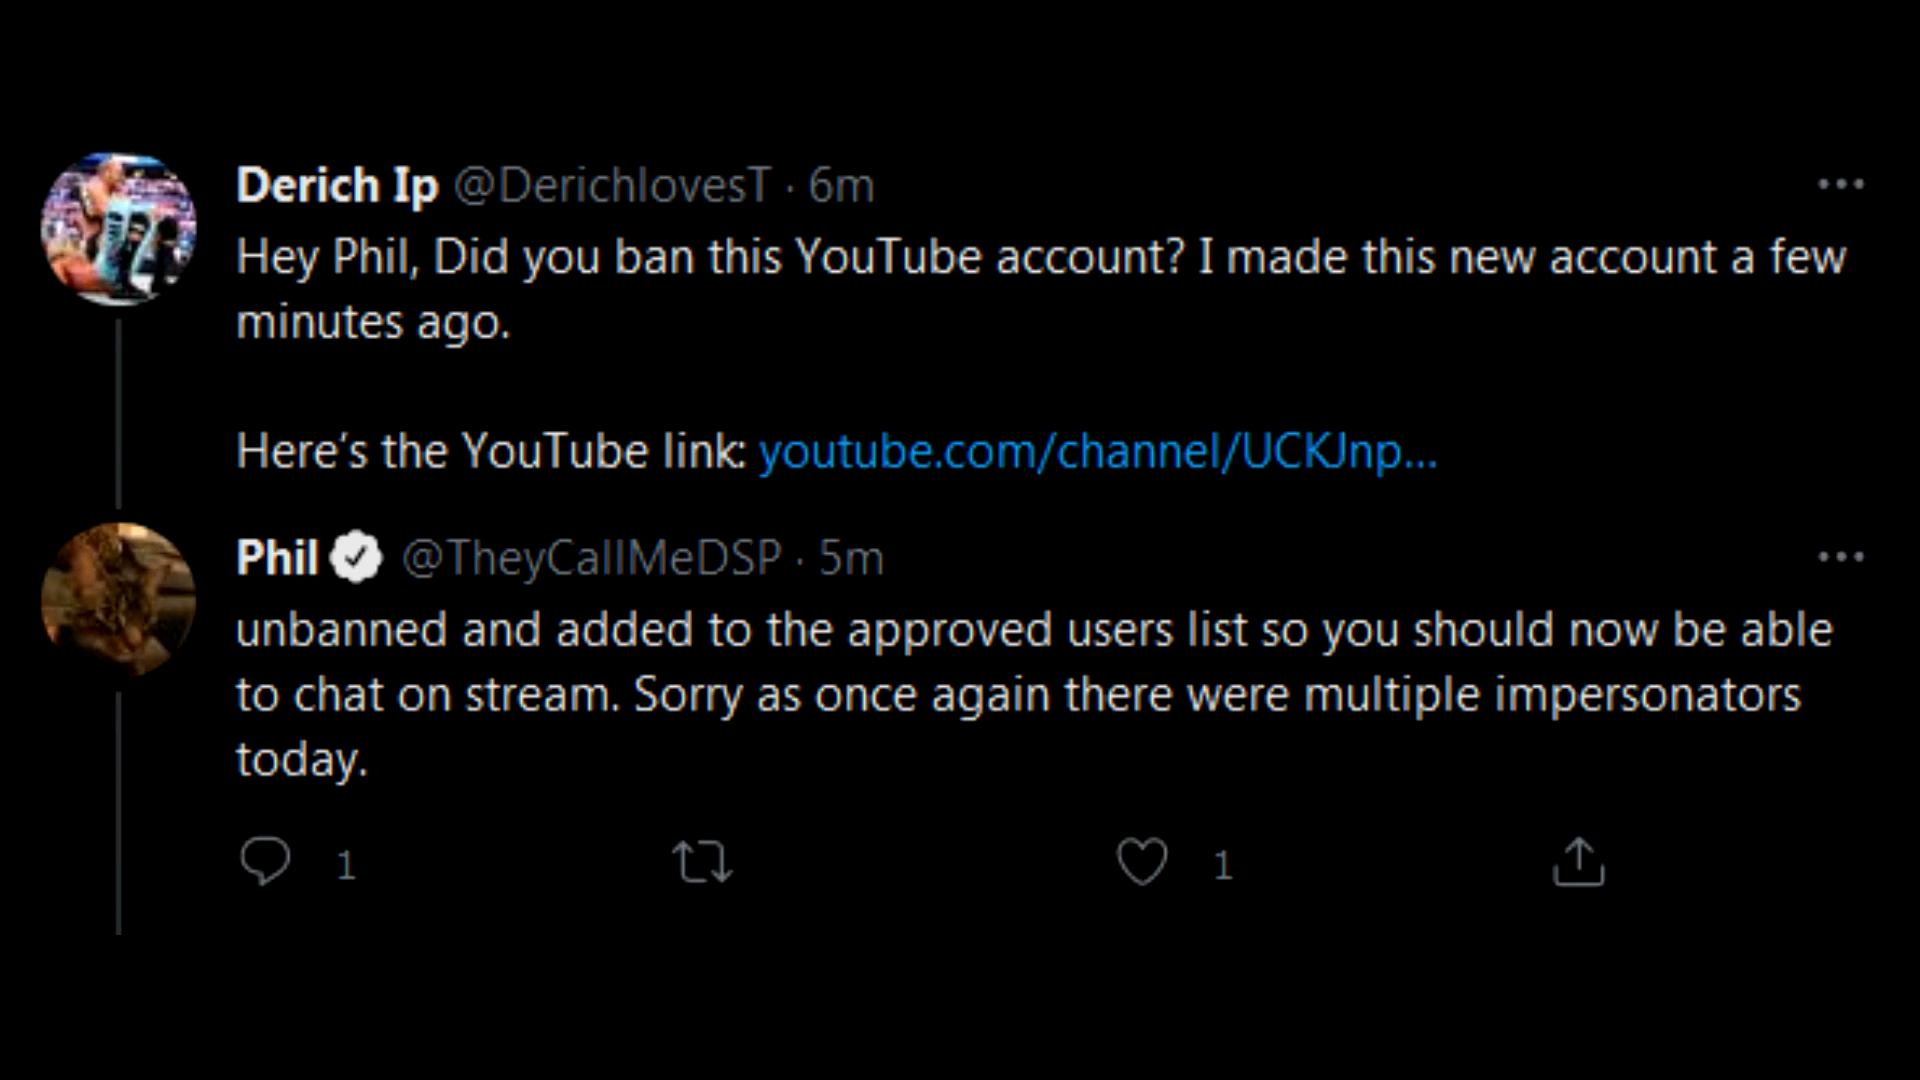 Derich Ip @DerichlovesT · 6m
Hey Phil, Did you ban this YouTube account? I made this new account a few
minutes ago.
Here's the YouTube link: youtube.com/channel/UCKJnp...
Phil @TheyCallMeDSP · 5m
unbanned and added to the approved users list so you should now be able
to chat on stream. Sorry as once again there were multiple impersonators
today.
1 1